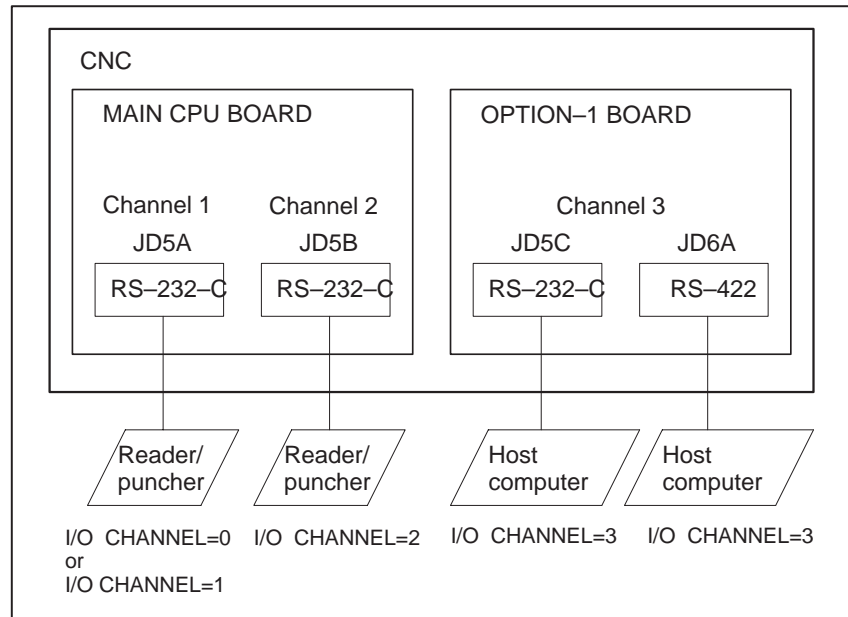 CNC
MAIN CPU BOARD
OPTION–1 BOARD
Channel 1
Channel 2
Channel 3
JD5A
JD5B
JD5C
JD6A
RS–232–C
RS–232–C
RS–232–C
RS–422
Reader/
puncher
Reader/
puncher
Host
computer
Host
computer
I/O CHANNEL=0
or
I/O CHANNEL=1
I/O CHANNEL=2
I/O CHANNEL=3
I/O CHANNEL=3